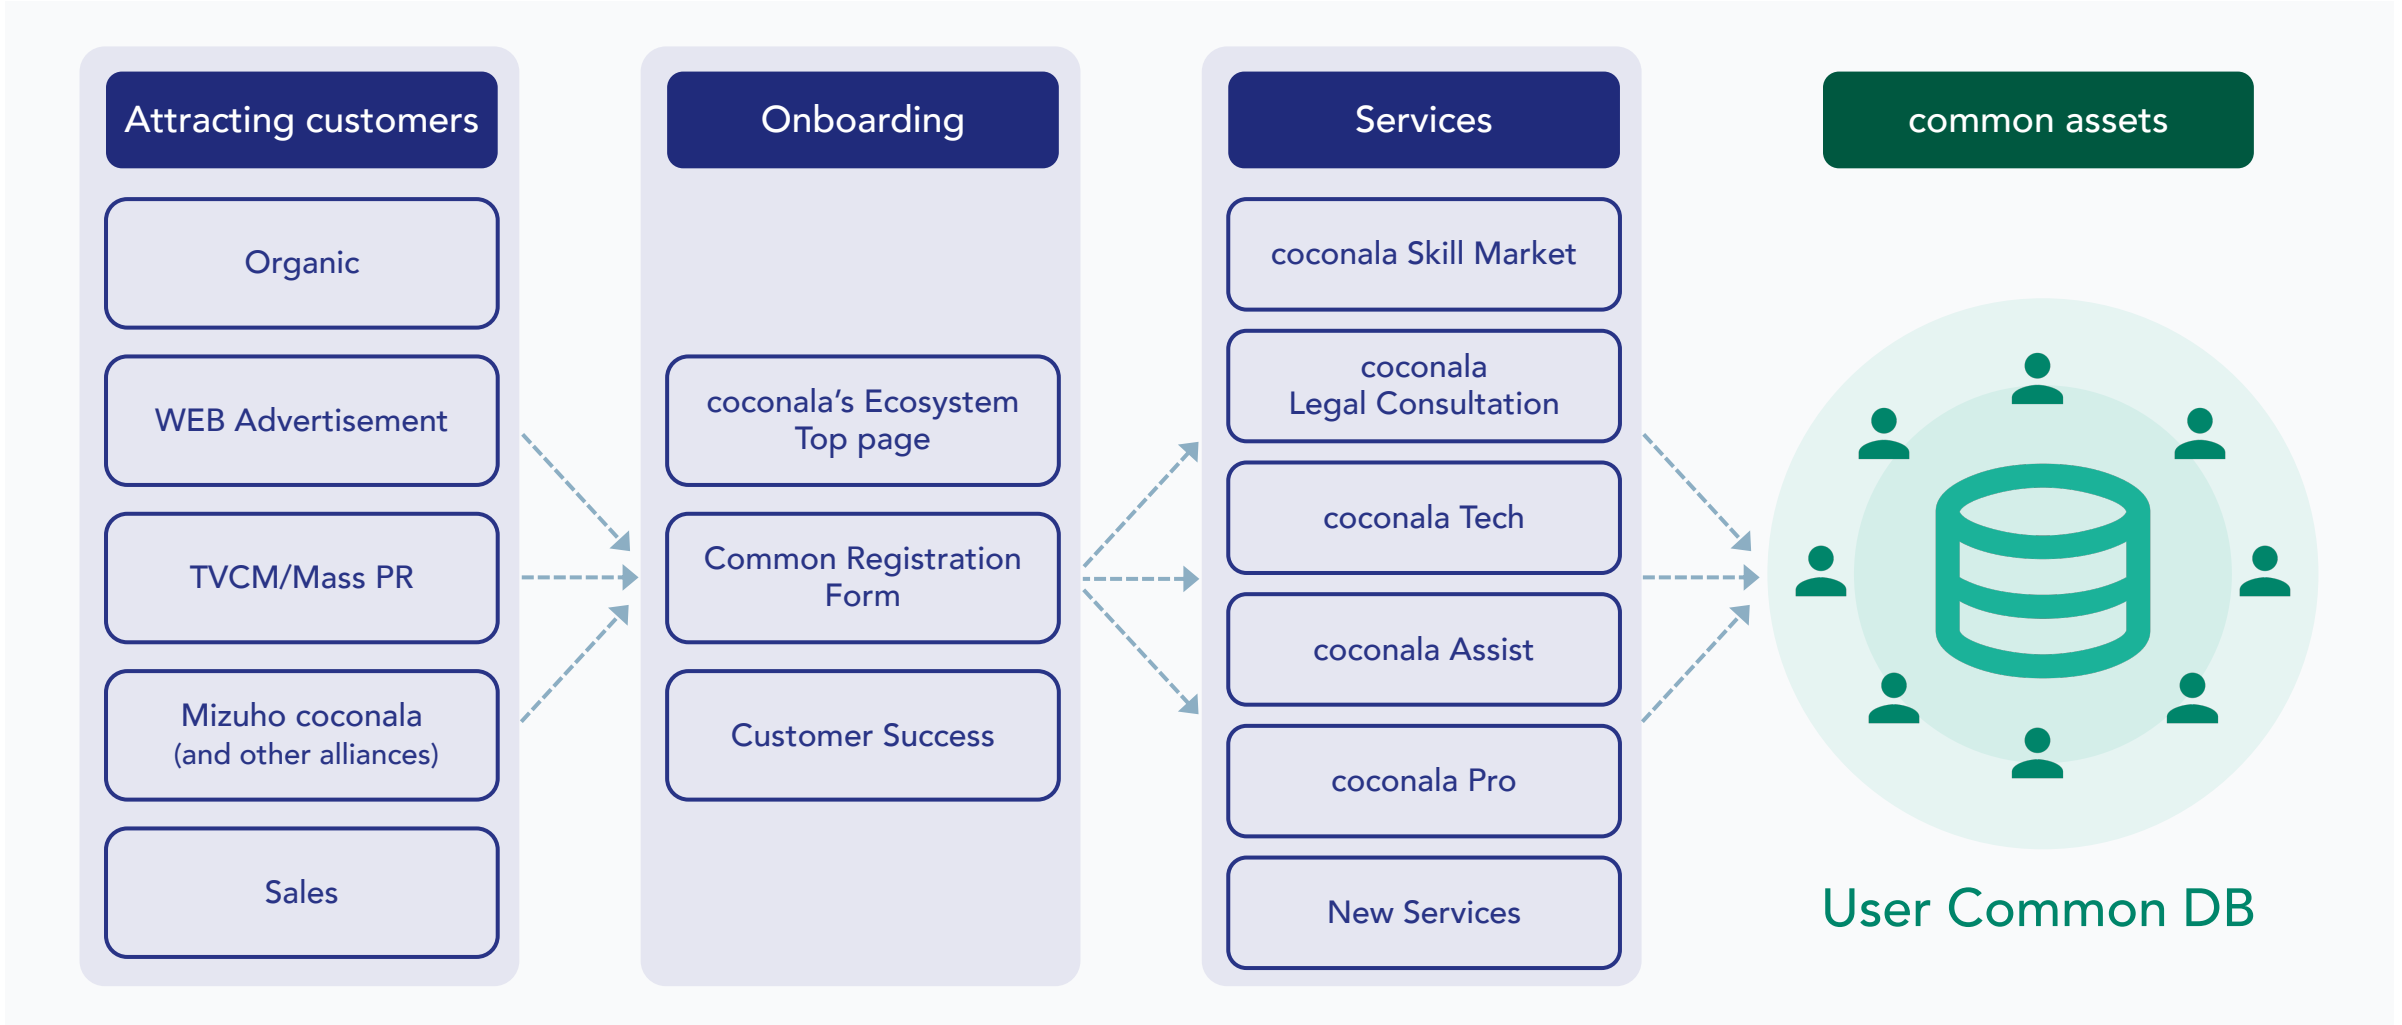 Attracting customers
Organic
WEB Advertisement
TVCM/Mass PR
Mizuho coconala
(and other alliances)
Sales
Onboarding
coconala’s Ecosystem
Top page
Common Registration
Form
Customer Success
Services
coconala Skill Market
coconala
Legal Consultation
coconala Tech
coconala Assist
coconala Pro
New Services
common assets
User Common DB